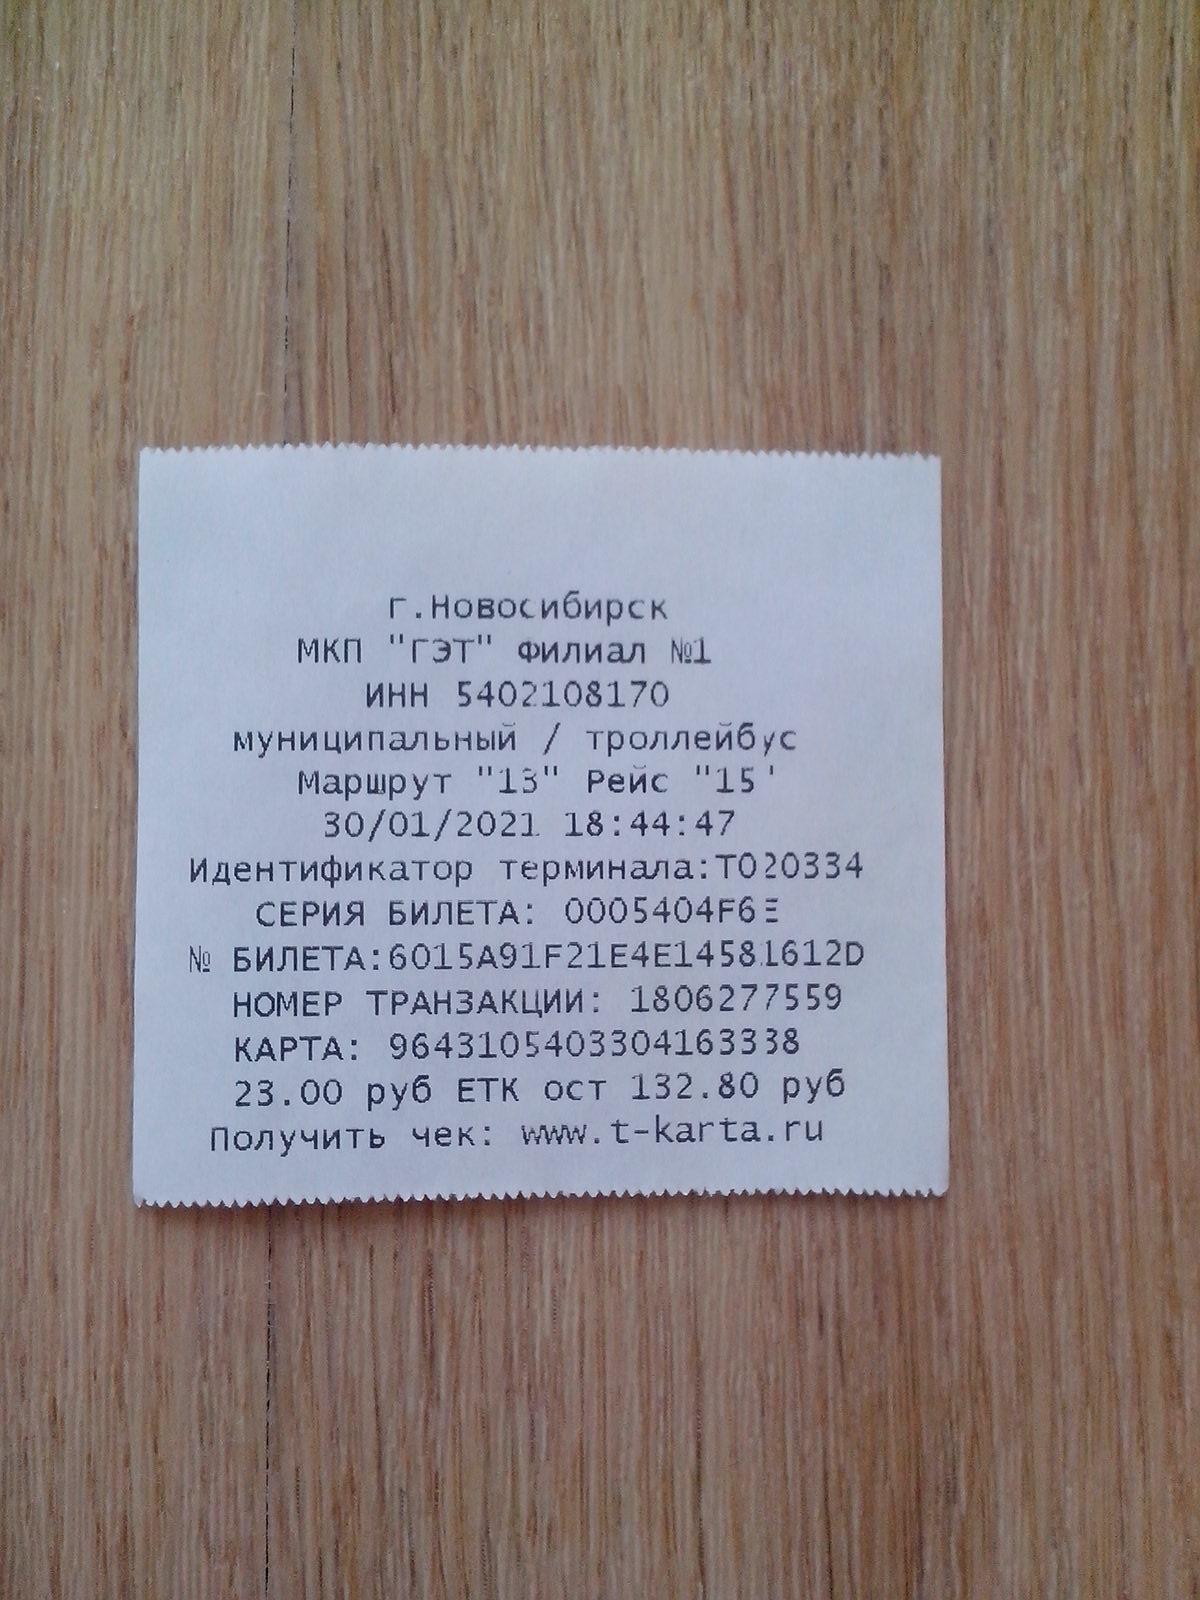 г.Новосибирск
МКП "ГЭТ" Филиал №1
ИНН 5402108170
муниципальный / троллейбус
Маршрут "13" Рейс "15"
30/01/2021 18:44:47
Идентификатор терминала:T020334
СЕРИЯ БИЛЕТА: 0005404F6E
№ БИЛЕТА:6015A91F21E4E14581612D
НОМЕР ТРАНЗАКЦИИ: 1806277559
КАРТА: 9643105403304163338
23.00 руб ЕТК ост 132.80 руб
Получить чек: www.t-karta.ru